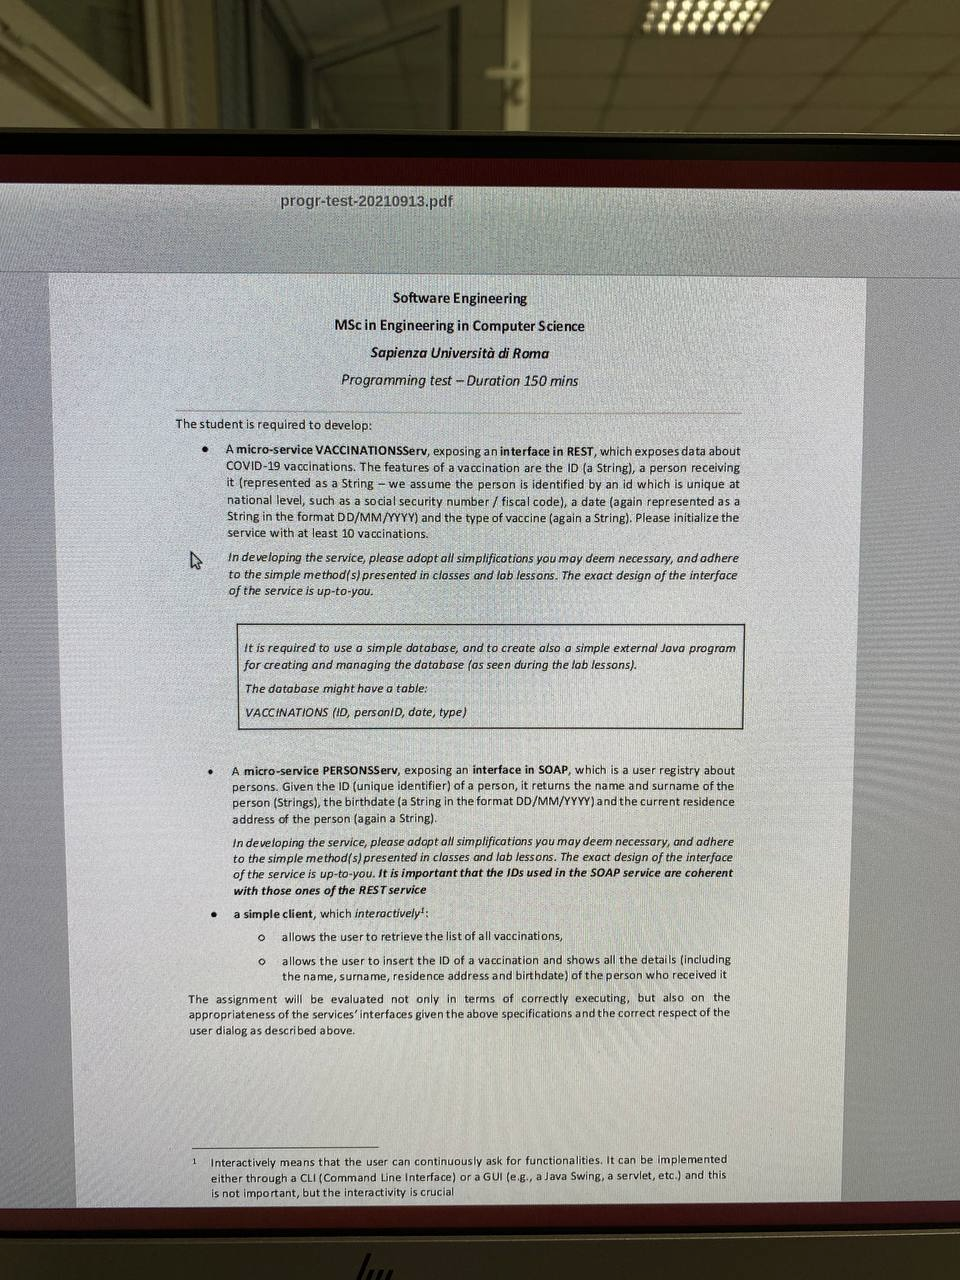 progr-test-20210913.pdf
Software Engineering
MSc in Engineering in Computer Science
Sapienza Università di Roma
Programming test – Duration 150 mins
The student is required to develop:
• A micro-service VACCINATIONSServ, exposing an interface in REST, which exposes data about
COVID-19 vaccinations. The features of a vaccination are the ID (a String), a person receiving
it (represented as a String – we assume the person is identified by an id which is unique at
national level, such as a social security number / fiscal code), a date (again represented as a
String in the format DD/MM/YYYY) and the type of vaccine (again a String). Please initialize the
service with at least 10 vaccinations.
In developing the service, please adopt all simplifications you may deem necessary, and adhere
to the simple method(s) presented in classes and lab lessons. The exact design of the interface
of the service is up-to-you.
It is required to use a simple database, and to create also a simple external Java program
for creating and managing the database (as seen during the lab lessons).
The database might have a table:
VACCINATIONS (ID, personID, date, type)
• A micro-service PERSONSServ, exposing an interface in SOAP, which is a user registry about
persons. Given the ID (unique identifier) of a person, it returns the name and surname of the
person (Strings), the birthdate (a String in the format DD/MM/YYYY) and the current residence
address of the person (again a String).
In developing the service, please adopt all simplifications you may deem necessary, and adhere
to the simple method(s) presented in classes and lab lessons. The exact design of the interface
of the service is up-to-you. It is important that the IDs used in the SOAP service are coherent
with those ones of the REST service
• a simple client, which interactively¹:
o allows the user to retrieve the list of all vaccinations,
o allows the user to insert the ID of a vaccination and shows all the details (including
the name, surname, residence address and birthdate) of the person who received it
The assignment will be evaluated not only in terms of correctly executing, but also on the
appropriateness of the services' interfaces given the above specifications and the correct respect of the
user dialog as described above.
¹ Interactively means that the user can continuously ask for functionalities. It can be implemented
either through a CLI (Command Line Interface) or a GUI (e.g., a Java Swing, a servlet, etc.) and this
is not important, but the interactivity is crucial
hp